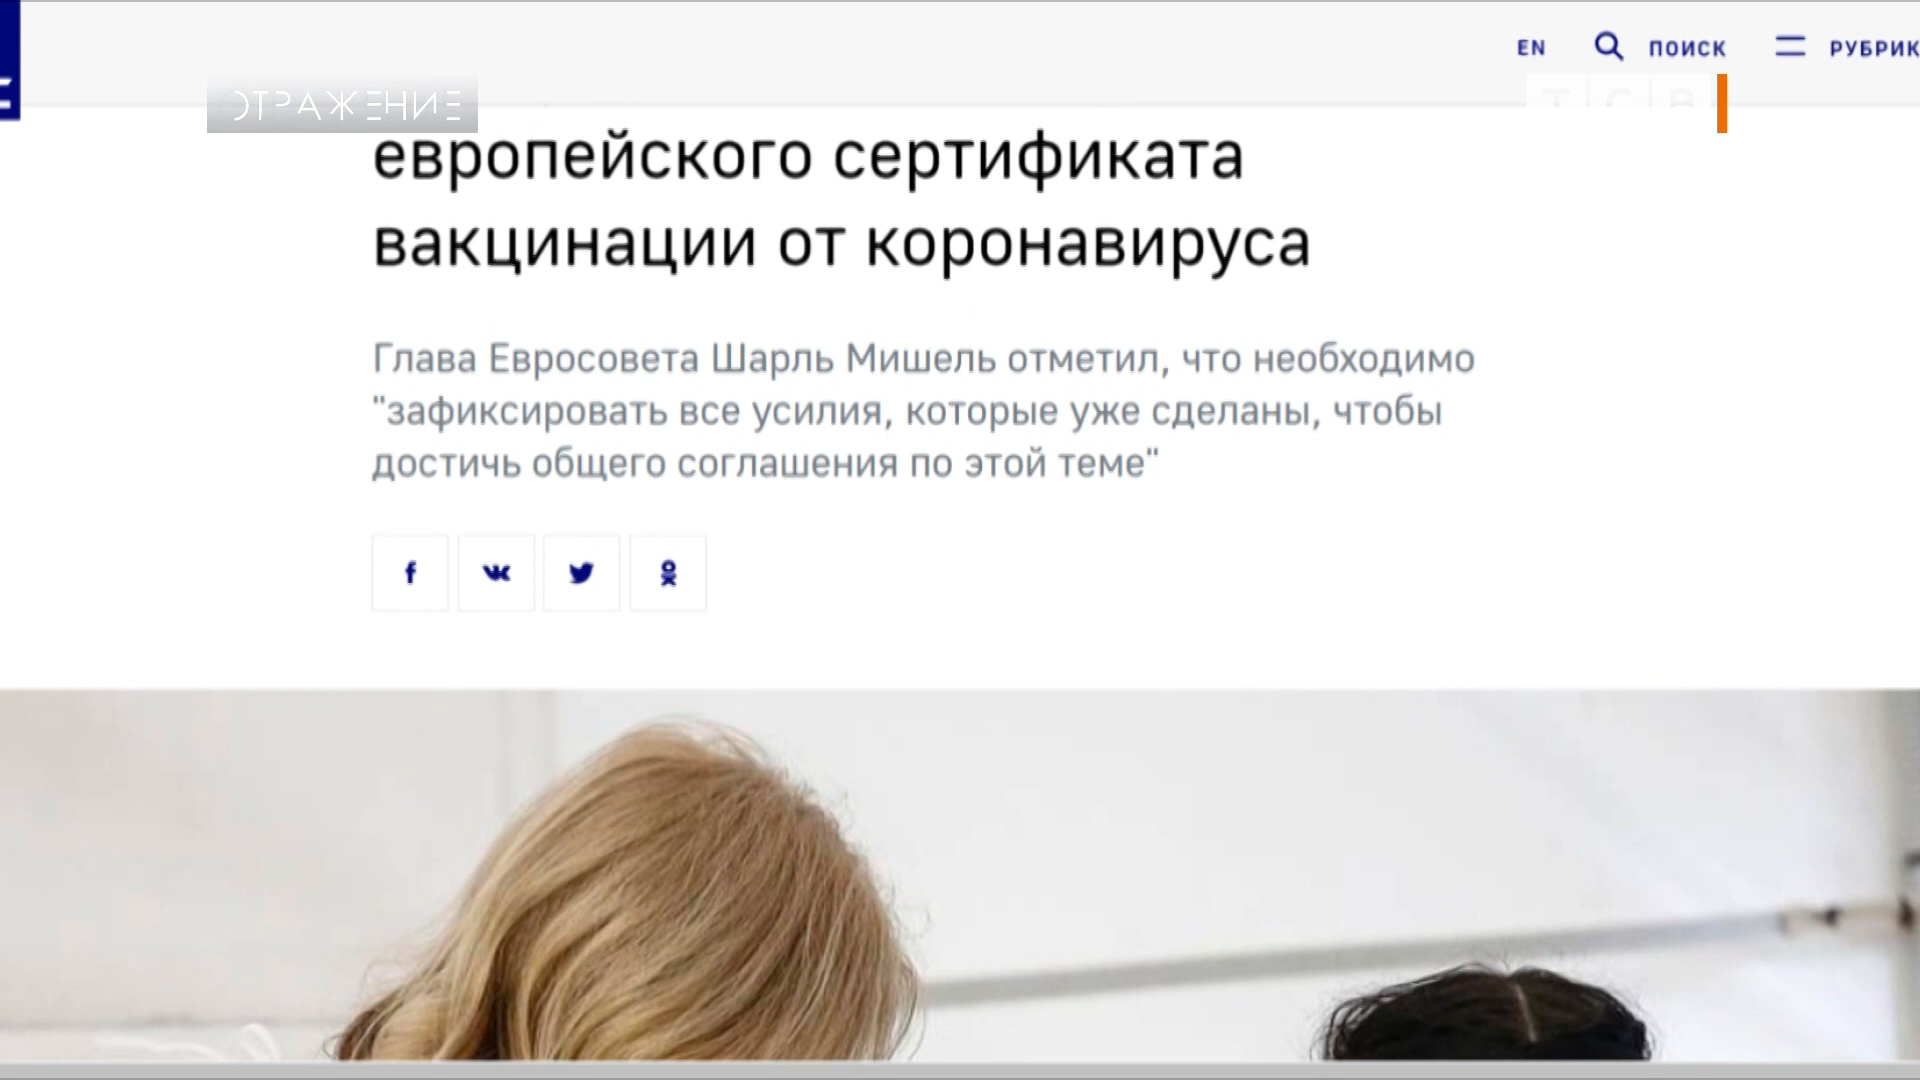 EN ПОИСК РУБРИК
ОТРАЖЕНИЕ
ТСВ
европейского сертификата
вакцинации от коронавируса
Глава Евросовета Шарль Мишель отметил, что необходимо
"зафиксировать все усилия, которые уже сделаны, чтобы
достичь общего соглашения по этой теме"